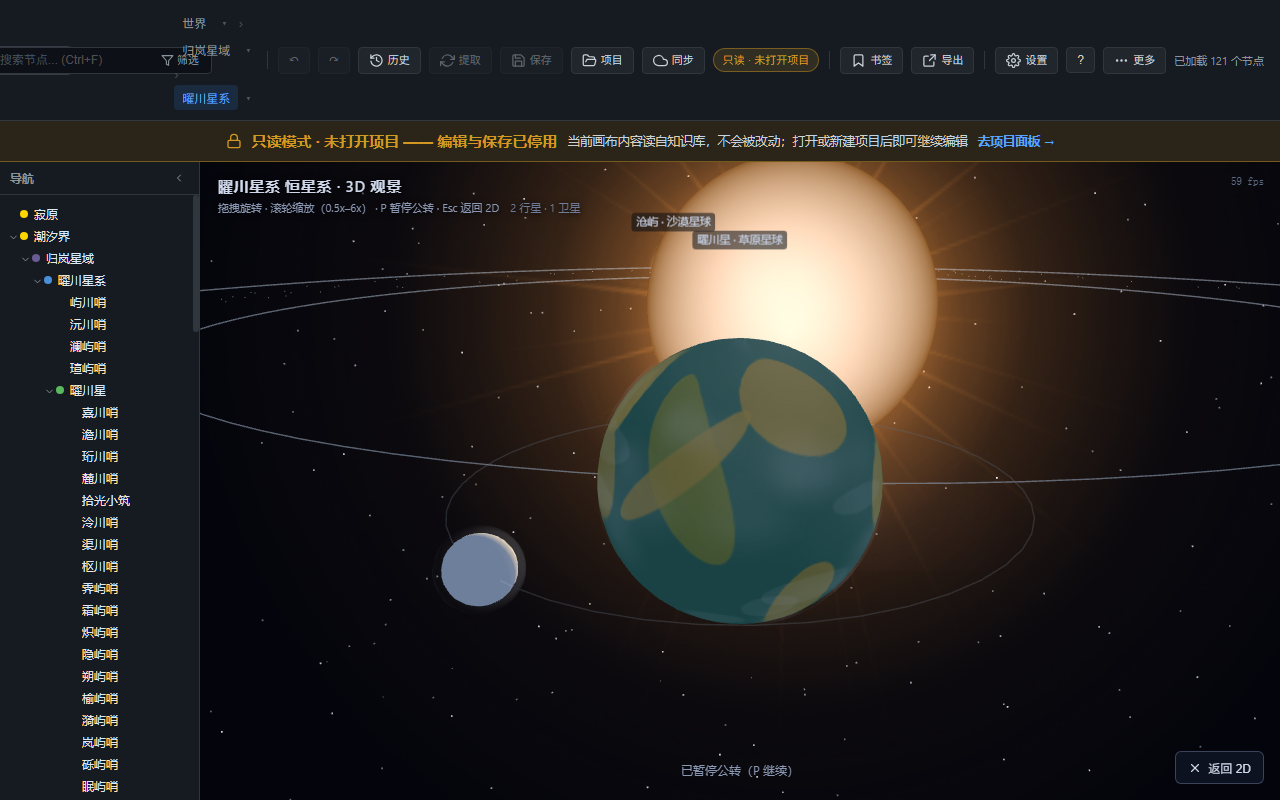 世界
归岚星域
曜川星系
搜索节点... (Ctrl+F)
筛选
历史
提取
保存
项目
同步
只读 · 未打开项目
书签
导出
设置
?
更多
已加载 121 个节点
只读模式 · 未打开项目 —— 编辑与保存已停用 当前画布内容读自知识库，不会被改动；打开或新建项目后即可继续编辑 去项目面板 →
导航
寂原
潮汐界
归岚星域
曜川星系
屿川哨
沅川哨
澜屿哨
瑄屿哨
曜川星
嘉川哨
澹川哨
珩川哨
麓川哨
拾光小筑
泠川哨
渠川哨
枢川哨
霁屿哨
霜屿哨
炽屿哨
隐屿哨
朔屿哨
榆屿哨
漪屿哨
岚屿哨
砾屿哨
眠屿哨
曜川星系 恒星系 · 3D 观景
拖拽旋转 · 滚轮缩放（0.5x–6x） · P 暂停公转 · Esc 返回 2D 2 行星 · 1 卫星
59 fps
沧屿 · 沙漠星球
曜川星 · 草原星球
已暂停公转（P 继续）
返回 2D